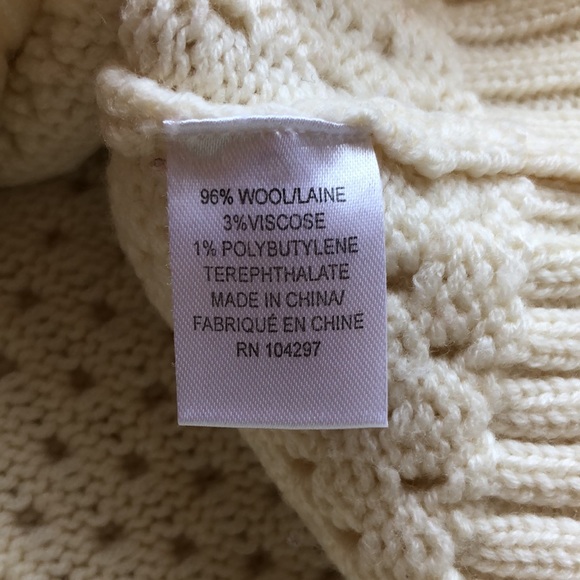 96% WOOL/LAINE
3%VISCOSE
1% POLYBUTYLENE
TEREPHTHALATE
MADE IN CHINA/
FABRIQUÉ EN CHINE
RN 104297